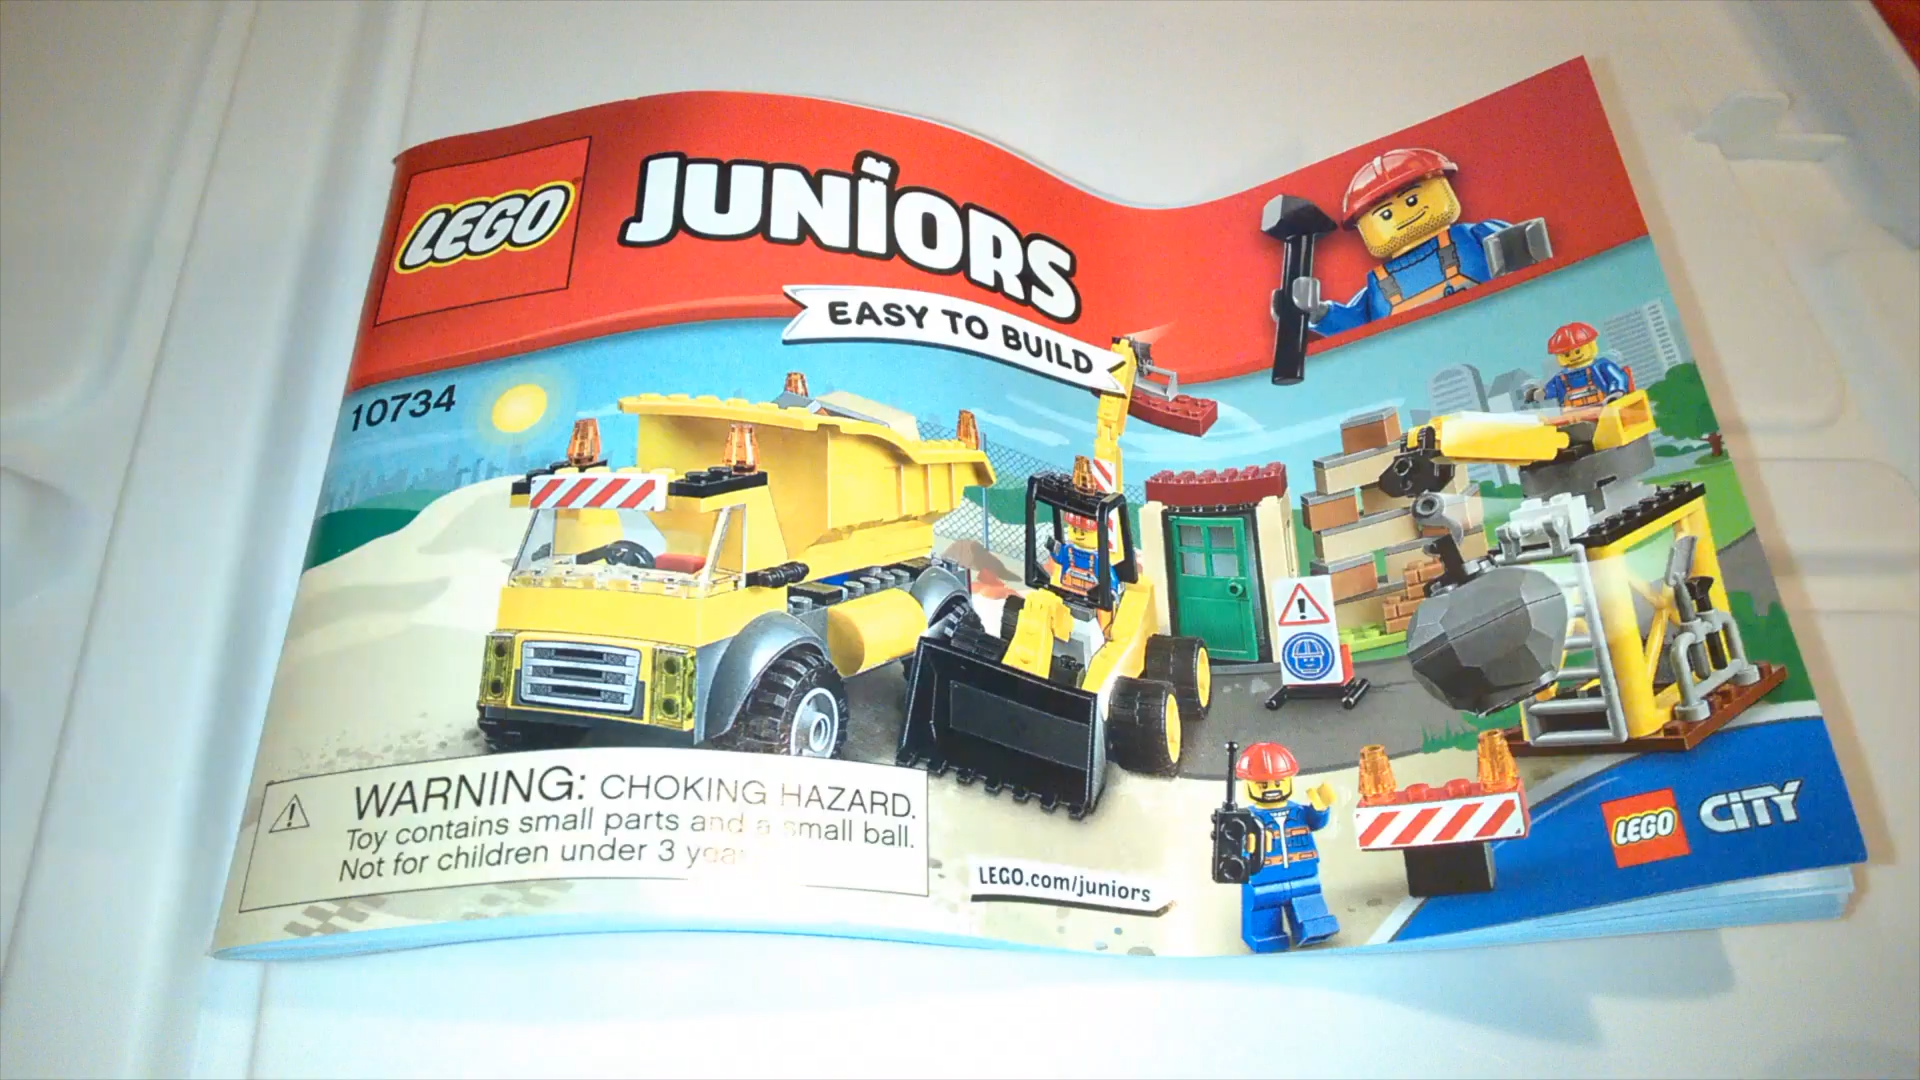 LEGO
JUNIORS
EASY TO BUILD
10734
WARNING: CHOKING HAZARD.
Toy contains small parts and a small ball.
Not for children under 3
LEGO.com/juniors
LEGO CITY